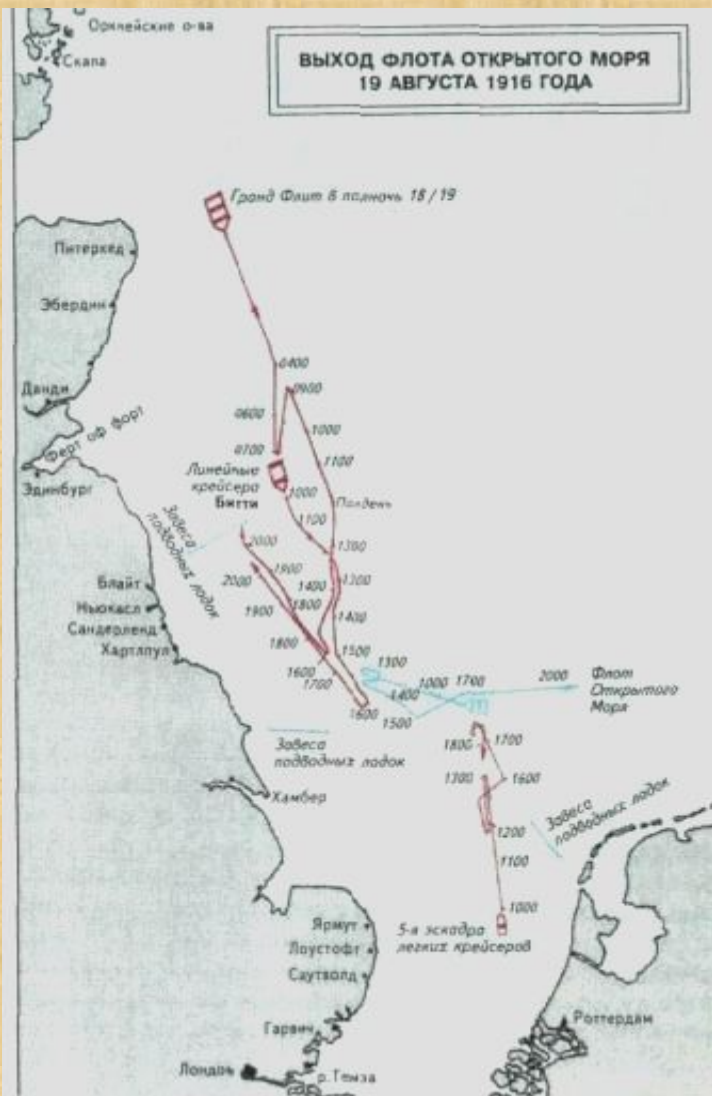 Оркнейские о-ва
Скапа
ВЫХОД ФЛОТА ОТКРЫТОГО МОРЯ
19 АВГУСТА 1916 ГОДА
Гранд Флит в полночь 18/19
Питерхед
Эбердин
Данди
Ферт оф форт
Эдинбург
0400
0600
0900
0700
1000
1100
Линейные
крейсера
Битти
1000
1100
Полдень
1300
Завеса
подводных лодок
2000
2000
1900
1900
1800
1800
1400
1300
1400
1500
1600
1700
1600
Блайт
Ньюкасл
Сандерленд
Хартлпул
1300
1400
1000
1700
1500
2000
Флот
Открытого
Моря
Завеса
подводных лодок
1800
1700
1300
1600
1200
1100
1000
Завеса
подводных лодок
Хамбер
5-я эскадра
легких крейсеров
Ярмут
Лоустофт
Саутволд
Гарвич
Лондон
р. Темза
Роттердам